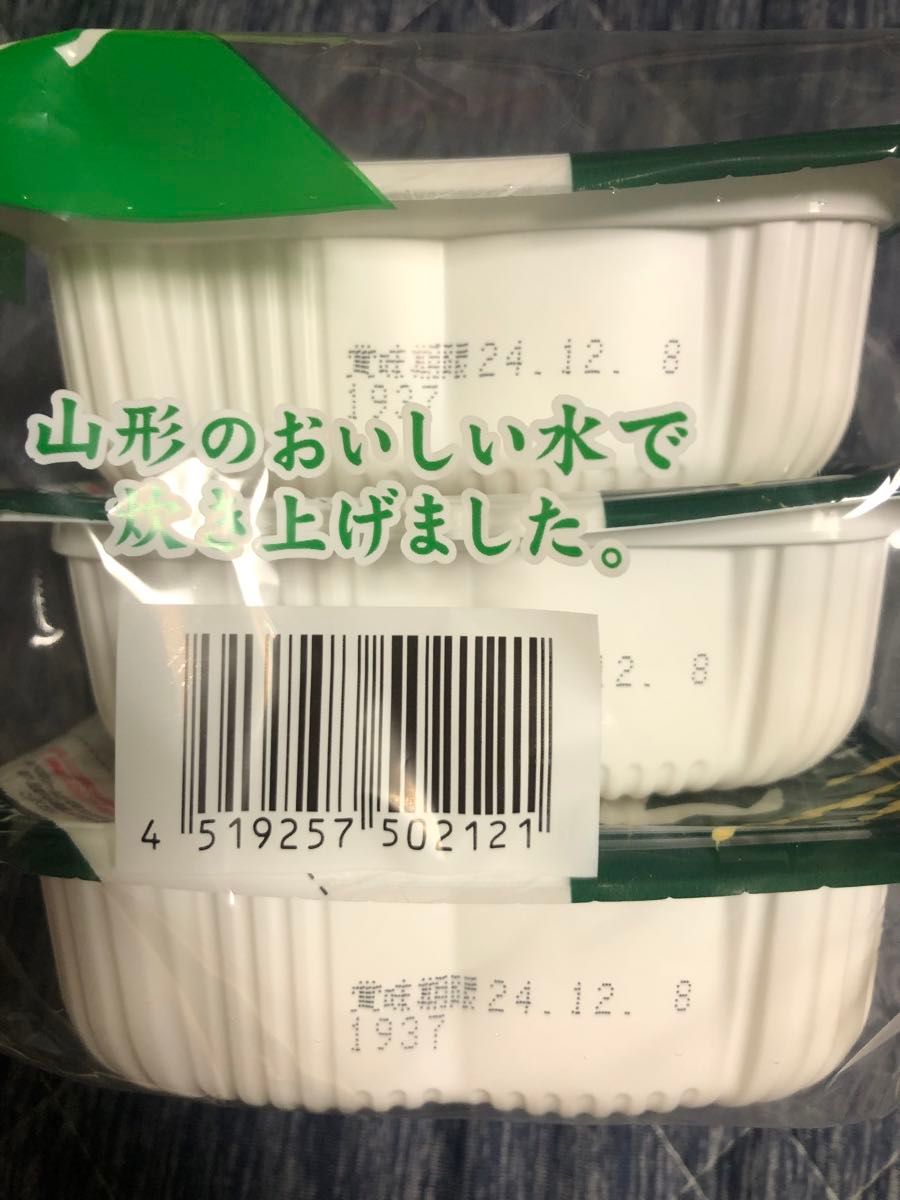 賞味期限24.12. 8
1937
山形のおいしい水で
炊き上げました。
12. 8
4 519257 502121
賞味期限24.12. 8
1937